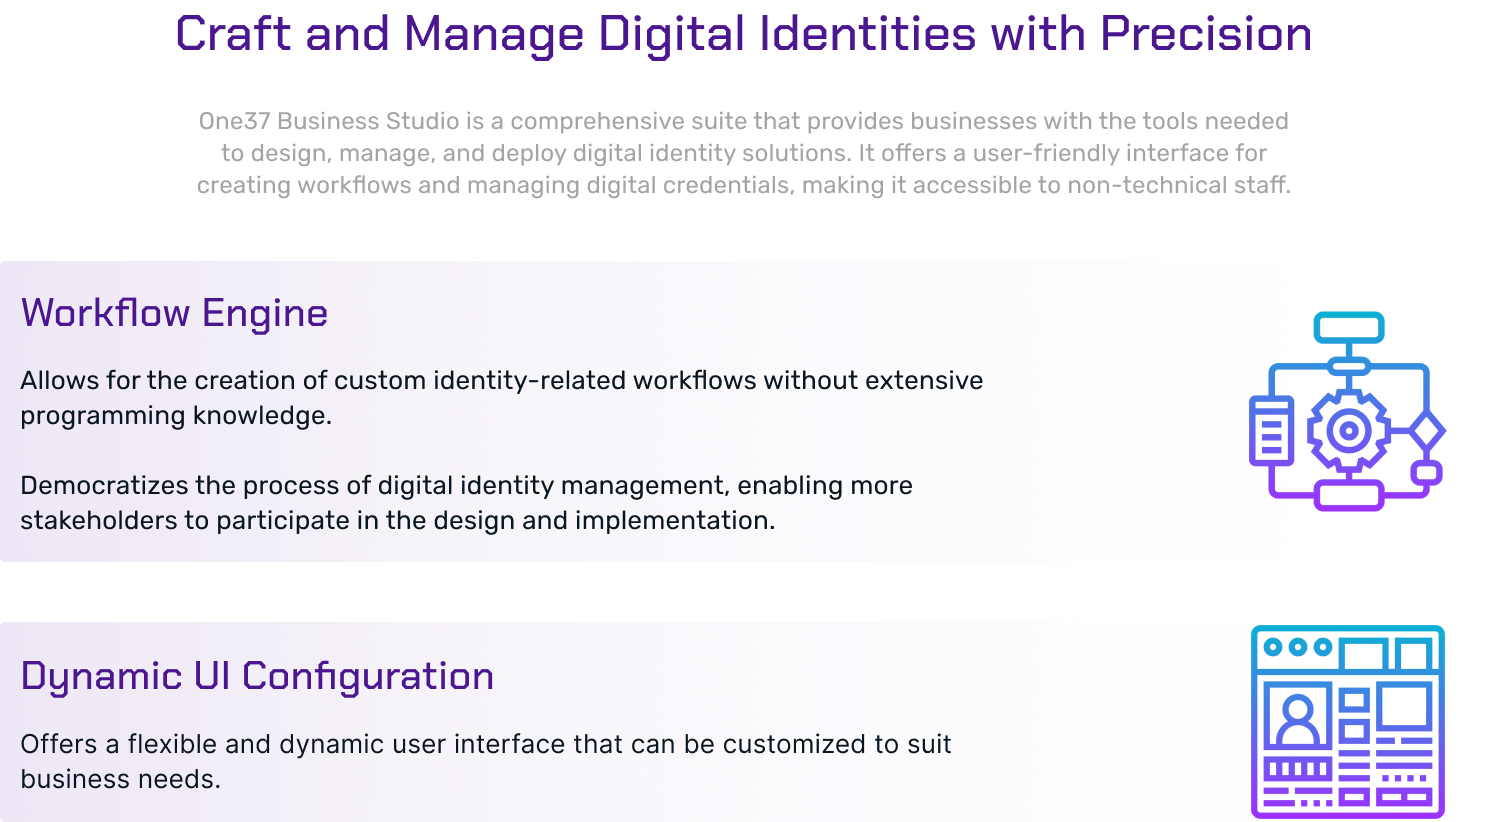 Craft and Manage Digital Identities with Precision
One37 Business Studio is a comprehensive suite that provides businesses with the tools needed
to design, manage, and deploy digital identity solutions. It offers a user-friendly interface for
creating workflows and managing digital credentials, making it accessible to non-technical staff.
Workflow Engine
Allows for the creation of custom identity-related workflows without extensive
programming knowledge.
Democratizes the process of digital identity management, enabling more
stakeholders to participate in the design and implementation.
Dynamic UI Configuration
Offers a flexible and dynamic user interface that can be customized to suit
business needs.